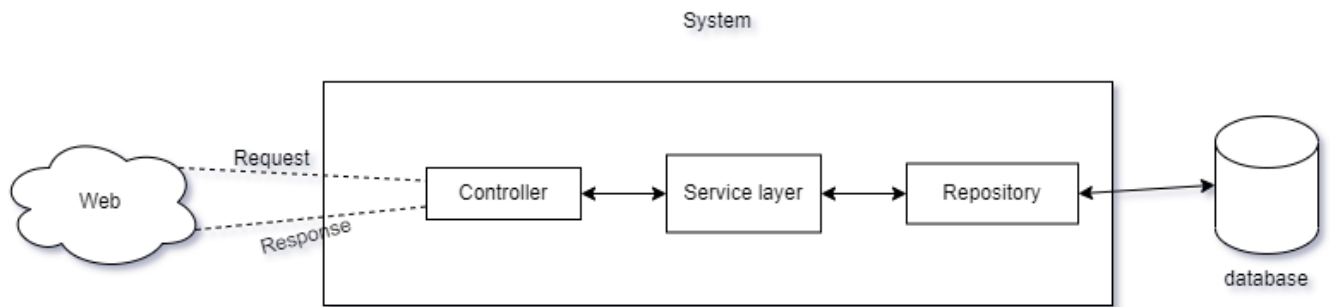 System
Request
Web
Controller
Service layer
Repository
Response
database